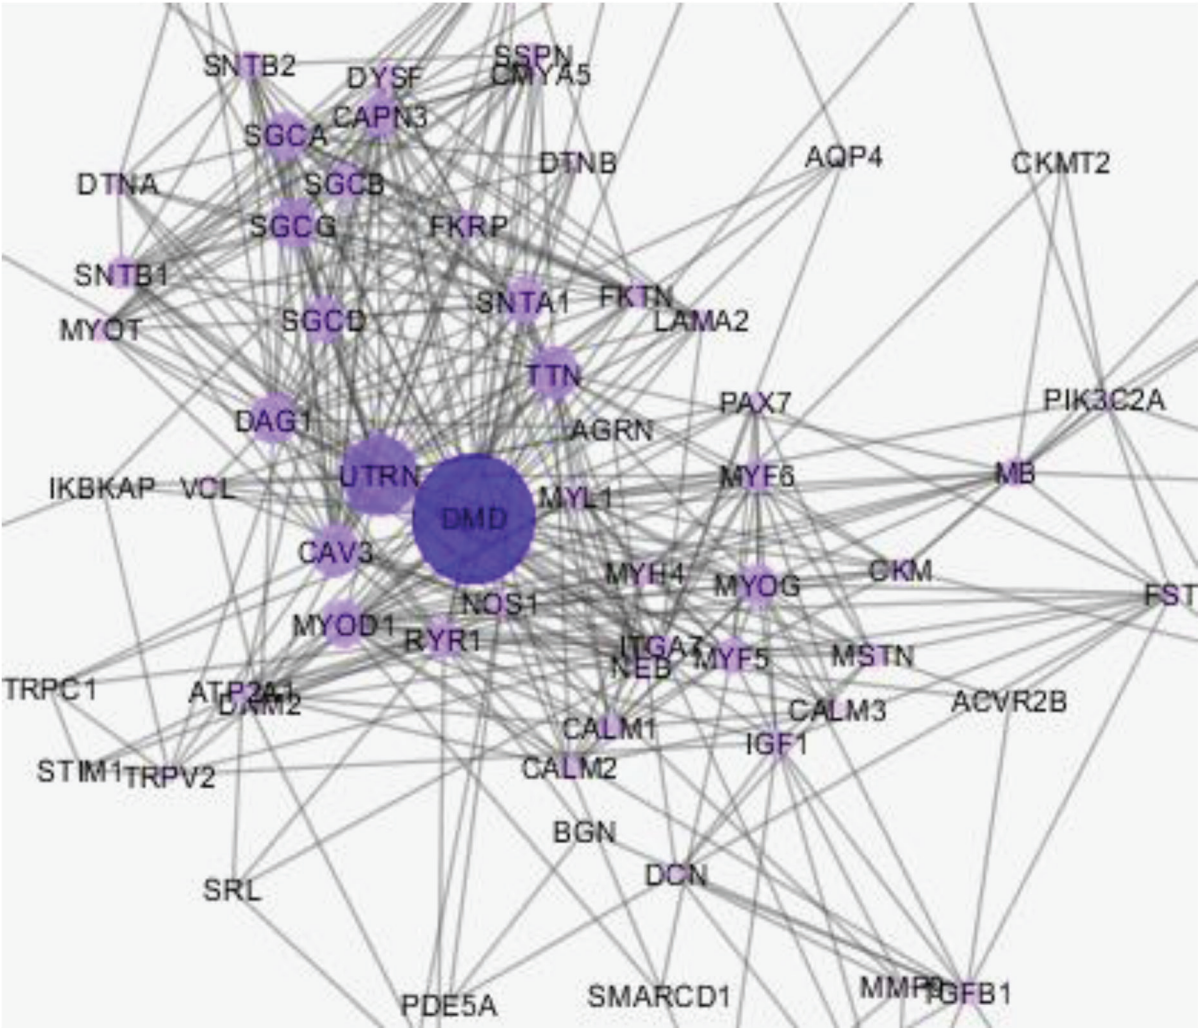 SSPN
SNTB2
DYSF
CMYA5
CAPN3
SGCA
DTNB
AQP4
CKMT2
DTNA
SGCB
SGCG
FKRP
SNTB1
SNTA1
FKTN
MYOT
SGCD
LAMA2
TTN
PAX7
PIK3C2A
DAG1
AGRN
UTRN
MYF6
MB
IKBKAP
VCL
MYL1
DMD
CAV3
MYH4
MYOG
CKM
NOS1
FST
MYOD1
RYR1
ITGA7
NEB
MYF5
MSTN
TRPC1
ATP2A1
DNM2
ACVR2B
CALM3
CALM1
IGF1
STIM1
TRPV2
CALM2
BGN
DCN
SRL
MMP9
TGFB1
SMARCD1
PDE5A